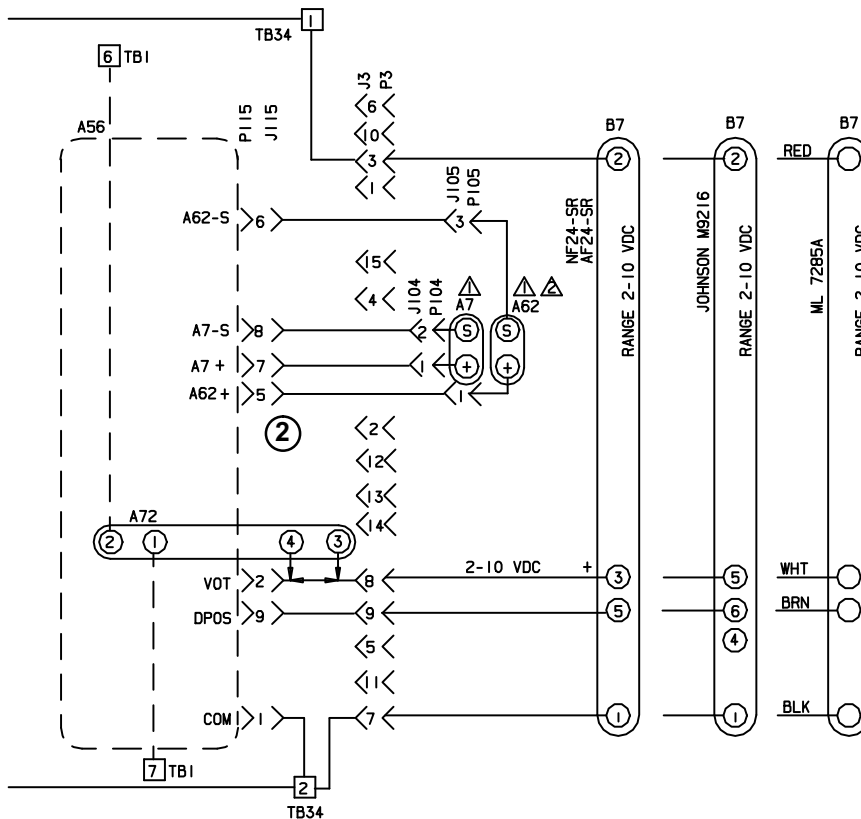 1
TB34
6 TB1
J3 P3
6
P115 J115
A56
10
3
1
B7
2
B7
2
RED
B7
A62-S 6
J105 P105
3
NF24-SR
AF24-SR
RANGE 2-10 VDC
JOHNSON M9216
RANGE 2-10 VDC
ML 7285A
RANGE 2-10 VDC
15
4
J104 P104
1
A7
1 2
A62
A7-S 8
2
S
S
A7 + 7
1
+
+
A62 + 5
1
2
2
12
13
14
A72
2 1 4 3
VOT 2
8
2-10 VDC +
3
5
WHT
DPOS 9
9
5
6
BRN
4
5
11
COM 1
7
1
1
BLK
7 TB1
2
TB34